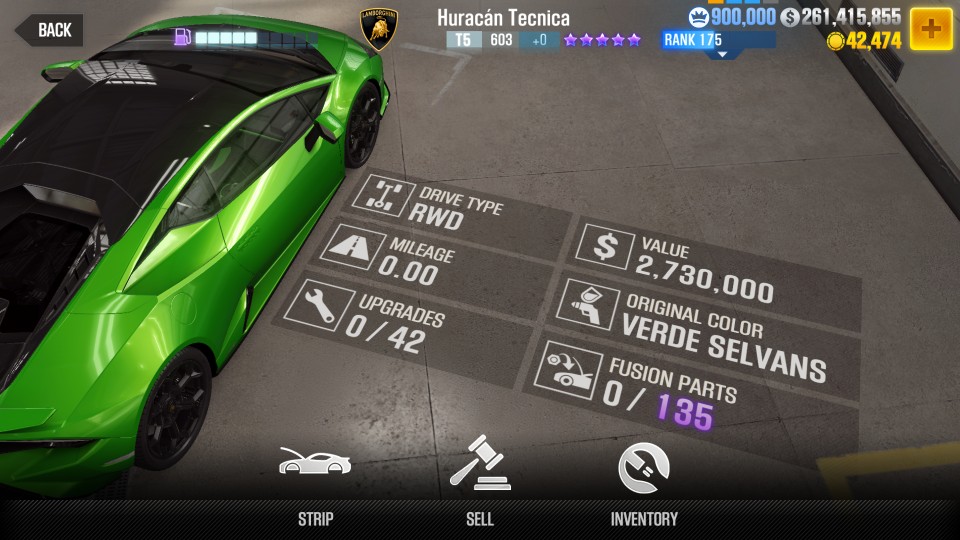 BACK
LAMBORGHINI
Huracán Tecnica
T5 603 +0
900,000 $ 261,415,855
RANK 175
42,474
+
DRIVE TYPE
RWD
MILEAGE
0.00
UPGRADES
0 / 42
$
VALUE
2,730,000
ORIGINAL COLOR
VERDE SELVANS
FUSION PARTS
0 / 135
STRIP
SELL
INVENTORY